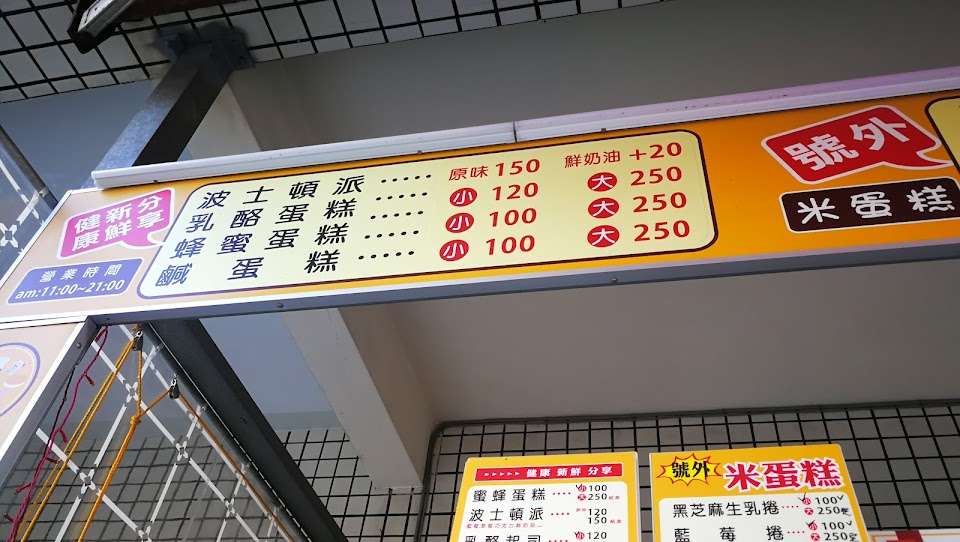 健康
新鮮
分享
營業時間
am:11:00~21:00
波士頓派 ····· 原味 150 鮮奶油 +20
乳酪蛋糕 ····· 小 120 大 250
蜂蜜蛋糕 ····· 小 100 大 250
鹹蛋糕 ····· 小 100 大 250
號外
米蛋糕
健康 新鮮 分享
蜜蜂蛋糕 ···· 小100
大250
波士頓派 ···· 120
150
乳酪起司 ···· 小120
號外 米蛋糕
黑芝麻生乳捲 ···· 小100
大250
藍莓捲 ···· 小100
大250